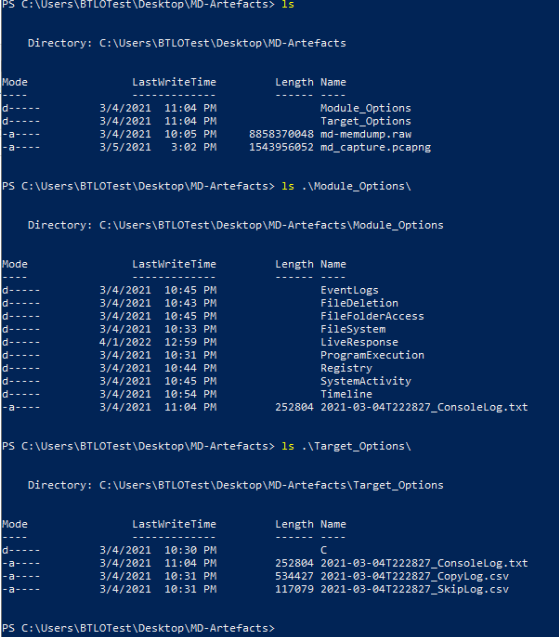 PS C:\Users\BTLOTest\Desktop\MD-Artefacts> ls
Directory: C:\Users\BTLOTest\Desktop\MD-Artefacts
Mode LastWriteTime Length Name
---- ------------- ------ ----
d----- 3/4/2021 11:04 PM Module_Options
d----- 3/4/2021 11:04 PM Target_Options
-a---- 3/4/2021 10:05 PM 8858370048 md-memdump.raw
-a---- 3/5/2021 3:02 PM 1543956052 md_capture.pcapng
PS C:\Users\BTLOTest\Desktop\MD-Artefacts> ls .\Module_Options\
Directory: C:\Users\BTLOTest\Desktop\MD-Artefacts\Module_Options
Mode LastWriteTime Length Name
---- ------------- ------ ----
d----- 3/4/2021 10:45 PM EventLogs
d----- 3/4/2021 10:43 PM FileDeletion
d----- 3/4/2021 10:45 PM FileFolderAccess
d----- 3/4/2021 10:33 PM FileSystem
d----- 4/1/2022 12:59 PM LiveResponse
d----- 3/4/2021 10:31 PM ProgramExecution
d----- 3/4/2021 10:44 PM Registry
d----- 3/4/2021 10:45 PM SystemActivity
d----- 3/4/2021 10:54 PM Timeline
-a---- 3/4/2021 11:04 PM 252804 2021-03-04T222827_ConsoleLog.txt
PS C:\Users\BTLOTest\Desktop\MD-Artefacts> ls .\Target_Options\
Directory: C:\Users\BTLOTest\Desktop\MD-Artefacts\Target_Options
Mode LastWriteTime Length Name
---- ------------- ------ ----
d----- 3/4/2021 10:30 PM C
-a---- 3/4/2021 11:04 PM 252804 2021-03-04T222827_ConsoleLog.txt
-a---- 3/4/2021 10:31 PM 534427 2021-03-04T222827_CopyLog.csv
-a---- 3/4/2021 10:31 PM 117079 2021-03-04T222827_SkipLog.csv
PS C:\Users\BTLOTest\Desktop\MD-Artefacts>